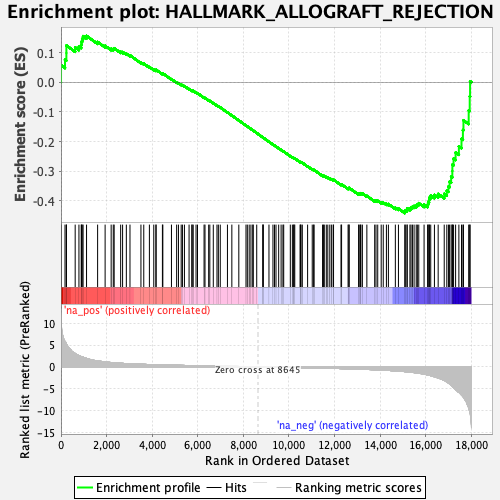 Enrichment plot: HALLMARK_ALLOGRAFT_REJECTION
Enrichment score (ES)
0.1
0.0
-0.1
-0.2
-0.3
-0.4
'na_pos' (positively correlated)
Ranked list metric (PreRanked)
10
5
0
-5
-10
-15
Zero cross at 8645
'na_neg' (negatively correlated)
0
2,000
4,000
6,000
8,000
10,000
12,000
14,000
16,000
18,000
Rank in Ordered Dataset
Enrichment profile
Hits
Ranking metric scores